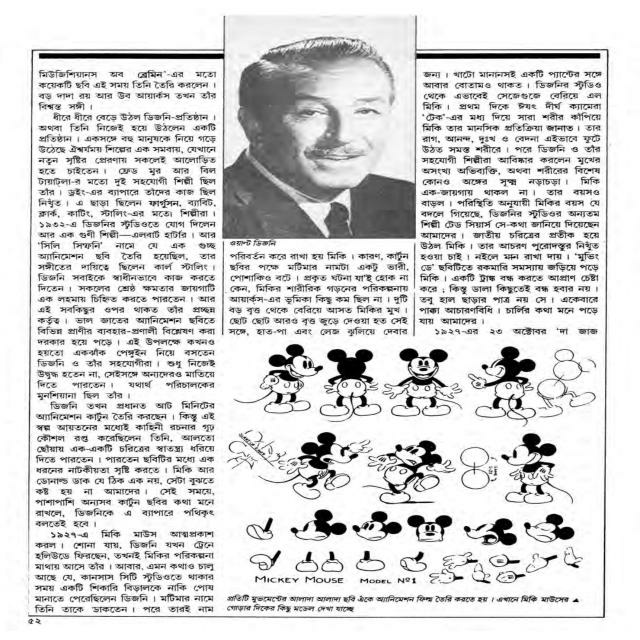 মিউজিশিয়ানস অব ব্রেমিন'-এর মতো
কয়েকটি ছবি এই সময় তিনি তৈরি করলেন।
বড় দাদা রয় আর উব আয়ার্কস তখন তাঁর
বিশ্বস্ত সঙ্গী।
ধীরে ধীরে বেড়ে উঠল ডিজনি-প্রতিষ্ঠান।
অথবা তিনি নিজেই হয়ে উঠলেন একটি
প্রতিষ্ঠান। একসঙ্গে বহু মানুষকে নিয়ে গড়ে
উঠেছে ঐশ্বর্যময় শিল্পের এক সমবায়, যেখানে
নতুন সৃষ্টির প্রেরণায় সকলেই আলোড়িত
হতে চাইতেন। ফ্রেড মুর আর বিল
ট্যায়ট্লা-র মতো দুই সহযোগী শিল্পী ছিল
তাঁর। ড্রইং-এর ব্যাপারে তাঁদের কাজ ছিল
নিখুঁত। এ ছাড়া ছিলেন ফার্গুসন, ব্যাবিট,
ক্লার্ক, কাটিং, স্টালিং-এর মতো শিল্পীরা।
১৯৩২-এ ডিজনির স্টুডিওতে যোগ দিলেন
আর এক গুণী শিল্পী—এলবার্ট হার্টার। আর
'সিলি সিম্ফনি' নামে যে এক গুচ্ছ
অ্যানিমেশন ছবি তৈরি হয়েছিল, তার
সঙ্গীতের দায়িত্বে ছিলেন কার্ল স্টালিং।
ডিজনি সবাইকে স্বাধীনভাবে কাজ করতে
দিতেন। সকলের শ্রেষ্ঠ ক্ষমতার জায়গাটি
এক লহমায় চিহ্নিত করতে পারতেন। আর
এই সবকিছুর ওপর থাকত তাঁর প্রচ্ছন্ন
কর্তৃত্ব। ভাল জাতের অ্যানিমেশন ছবিতে
বিভিন্ন প্রাণীর ব্যবহার-প্রণালী বিশ্লেষণ করা
দরকার হয়ে পড়ে। এই উপলক্ষে কখনও
হয়তো একঝাঁক পেঙ্গুইন নিয়ে বসতেন
ডিজনি ও তাঁর সহযোগীরা। শুধু নিজেই
উদ্বুদ্ধ হতেন না, সেইসঙ্গে অন্যদেরও মাতিয়ে
দিতে পারতেন। যথার্থ পরিচালকের
মুনশিয়ানা ছিল তাঁর।
ডিজনি তখন প্রধানত আট মিনিটের
অ্যানিমেশন কার্টুন তৈরি করছেন। কিন্তু এই
স্বল্প আয়তনের মধ্যেই কাহিনী রচনার গূঢ়
কৌশল রপ্ত করেছিলেন তিনি, আলতো
ছোঁয়ায় এক-একটি চরিত্রের স্বাতন্ত্র্য ধরিয়ে
দিতে পারতেন। পারতেন ছবিটির মধ্যে এক
ধরনের নাটকীয়তা সৃষ্টি করতে। মিকি আর
ডোনাল্ড ডাক যে ঠিক এক নয়, সেটা বুঝতে
কষ্ট হয় না আমাদের। সেই সময়ে,
পাশাপাশি অন্যসব কার্টুন ছবির কথা মনে
রাখলে, ডিজনিকে এ ব্যাপারে পথিকৃৎ
বলতেই হবে।
১৯২৭-এ মিকি মাউস আত্মপ্রকাশ
করল। শোনা যায়, ডিজনি যখন ট্রেনে
হলিউডে ফিরছেন, তখনই মিকির পরিকল্পনা
মাথায় আসে তাঁর। আবার, এমন কথাও চালু
আছে যে, কানসাস সিটি স্টুডিওতে থাকার
সময় একটি শিকারি বিড়ালকে নাকি পোষ
মানাতে পেরেছিলেন ডিজনি। মর্টিমার নামে
তিনি তাকে ডাকতেন। পরে তারই নাম
৫২
ওয়াল্ট ডিজনি
পরিবর্তন করে রাখা হয় মিকি। কারণ, কার্টুন
ছবির পক্ষে মর্টিমার নামটা একটু ভারী,
পোশাকিও বটে। প্রকৃত ঘটনা যা'ই হোক না
কেন, মিকির শারীরিক গড়নের পরিকল্পনায়
আয়ার্কস-এর ভূমিকা কিছু কম ছিল না। দুটি
বড় বৃত্ত থেকে বেরিয়ে আসত মিকির মুখ।
ছোট ছোট আরও বৃত্ত জুড়ে দেওয়া হত সেই
সঙ্গে, হাত-পা এবং লেজ ঝুলিয়ে দেবার
জন্য। খাটো মানানসই একটি প্যান্টের সঙ্গে
আবার বোতামও থাকত। ডিজনির স্টুডিও
থেকে এভাবেই সেজেগুজে বেরিয়ে এল
মিকি। প্রথম দিকে ঈষৎ দীর্ঘ ক্যামেরা
'টেক'-এর মধ্য দিয়ে সারা শরীর কাঁপিয়ে
মিকি তার মানসিক প্রতিক্রিয়া জানাত। তার
রাগ, আনন্দ, দুঃখ ও বেদনা এইভাবে ফুটে
উঠত সমস্ত শরীরে। পরে ডিজনি ও তাঁর
সহযোগী শিল্পীরা আবিষ্কার করলেন মুখের
অসংখ্য অভিব্যক্তি, অথবা শরীরের বিশেষ
কোনও অঙ্গের সূক্ষ্ম নড়াচড়া। মিকি
এক-জায়গায় থাকল না। তার বয়সও
বাড়ল। পরিস্থিতি অনুযায়ী মিকির বয়স যে
বদলে গিয়েছে, ডিজনির স্টুডিওর অন্যতম
শিল্পী টেড সিয়ার্স সে-কথা জানিয়ে দিয়েছেন
আমাদের। জাতীয় চরিত্রের প্রতীক হয়ে
উঠল মিকি। তার আচরণ পুরোদস্তুর নিখুঁত
হওয়া চাই। নইলে মান রাখা দায়। 'মুভিং
ডে' ছবিটিতে রকমারি সমস্যায় জড়িয়ে পড়ে
মিকি। একটি ট্রাঙ্ক বন্ধ করতে আপ্রাণ চেষ্টা
করে ; কিন্তু ডালা কিছুতেই বন্ধ হবার নয়।
তবু হাল ছাড়ার পাত্র নয় সে। একেবারে
পাক্কা আচরণবিধি। চার্লির কথা মনে পড়ে
যায় আমাদের।
১৯২৭-এর ২৩ অক্টোবর 'দা জাজ
MICKEY MOUSE MODEL Nº1
প্রতিটি মুভমেন্টের আলাদা আলাদা ছবি এঁকে অ্যানিমেশন ফিল্ম তৈরি করতে হয়। এখানে মিকি মাউসের ▲
গোড়ার দিকের কিছু মডেল দেখা যাচ্ছে